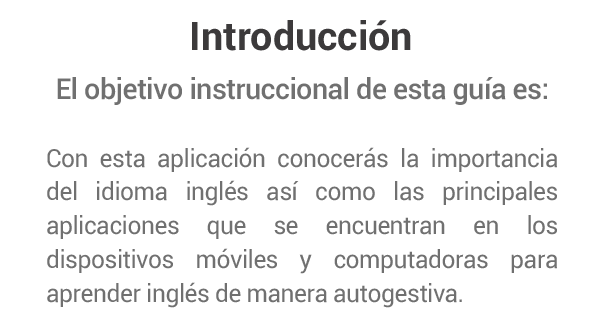 Introducción
El objetivo instruccional de esta guía es:
Con esta aplicación conocerás la importancia
del idioma inglés así como las principales
aplicaciones que se encuentran en los
dispositivos móviles y computadoras para
aprender inglés de manera autogestiva.